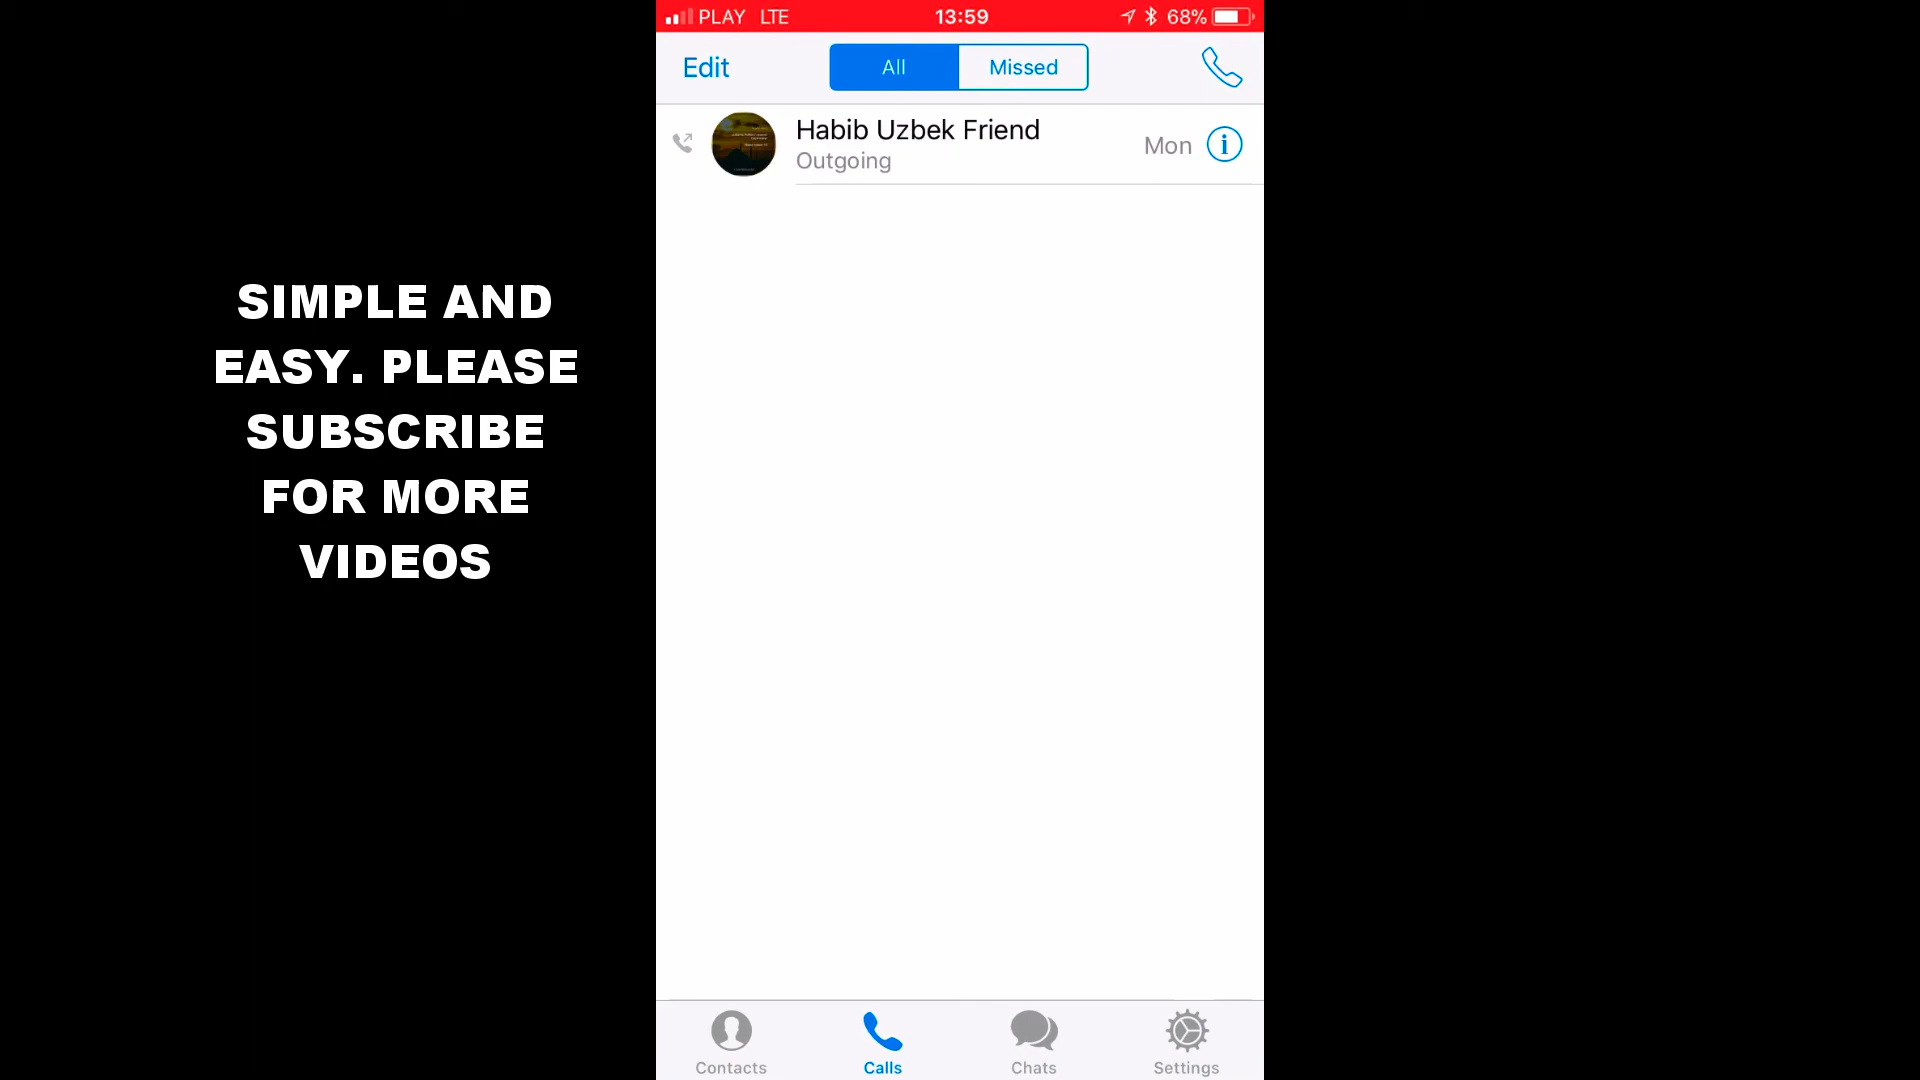 PLAY LTE 13:59 68%
Edit All Missed
Habib Uzbek Friend
Outgoing
Mon
SIMPLE AND
EASY. PLEASE
SUBSCRIBE
FOR MORE
VIDEOS
Contacts Calls Chats Settings